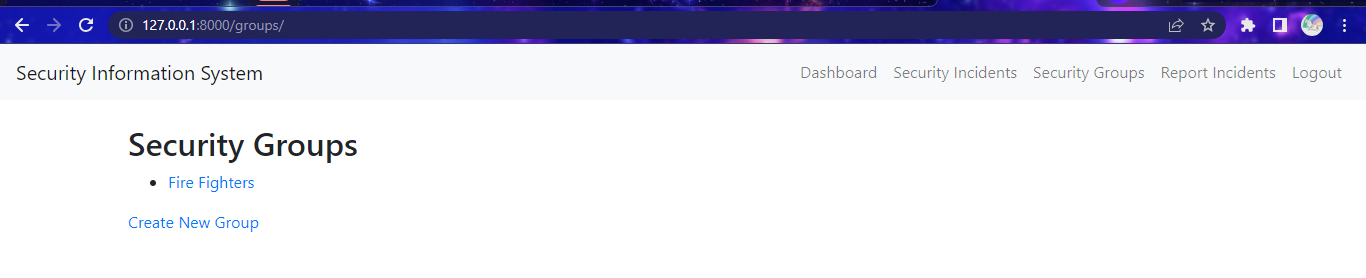 127.0.0.1:8000/groups/
Security Information System
Dashboard Security Incidents Security Groups Report Incidents Logout
Security Groups
Fire Fighters
Create New Group